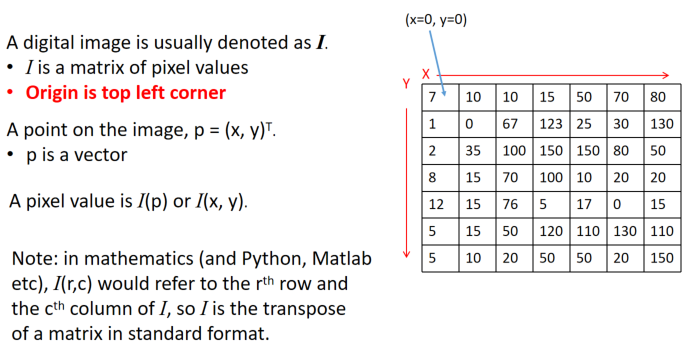 (x=0, y=0)
A digital image is usually denoted as I.
• I is a matrix of pixel values
• Origin is top left corner
A point on the image, p = (x, y)ᵀ.
• p is a vector
A pixel value is I(p) or I(x, y).
Note: in mathematics (and Python, Matlab
etc), I(r,c) would refer to the rᵗʰ row and
the cᵗʰ column of I, so I is the transpose
of a matrix in standard format.
X
Y
7 10 10 15 50 70 80
1 0 67 123 25 30 130
2 35 100 150 150 80 50
8 15 70 100 10 20 20
12 15 76 5 17 0 15
5 15 50 120 110 130 110
5 10 20 50 50 20 150